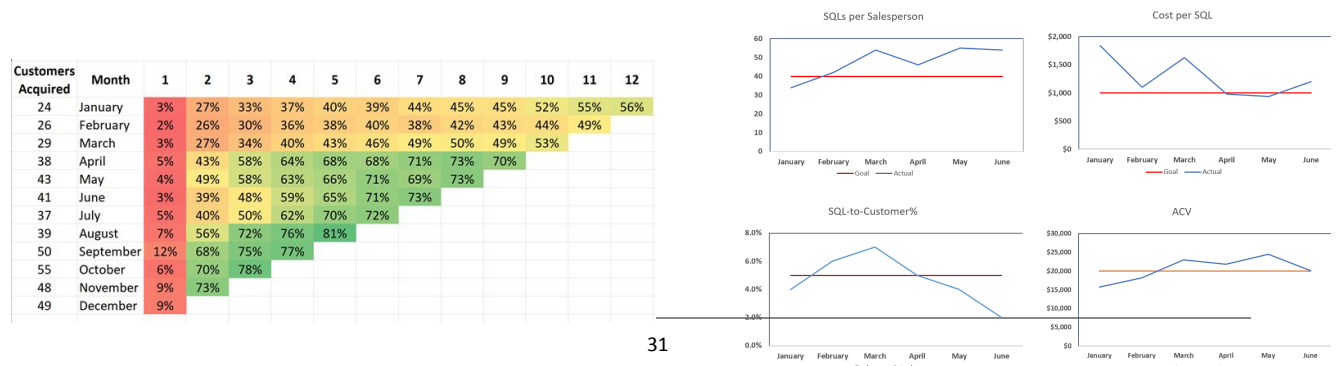 Customers Acquired Month 1 2 3 4 5 6 7 8 9 10 11 12
24 January 3% 27% 33% 37% 40% 39% 44% 45% 45% 52% 55% 56%
26 February 2% 26% 30% 36% 38% 40% 38% 42% 43% 44% 49%
29 March 3% 27% 34% 40% 43% 46% 49% 50% 49% 53%
38 April 5% 43% 58% 64% 68% 68% 71% 73% 70%
43 May 4% 49% 58% 63% 66% 71% 69% 73%
41 June 3% 39% 48% 59% 65% 71% 73%
37 July 5% 40% 50% 62% 70% 72%
39 August 7% 56% 72% 76% 81%
50 September 12% 68% 75% 77%
55 October 6% 70% 78%
48 November 9% 73%
49 December 9%
SQLs per Salesperson
60
50
40
30
20
10
0
January February March April May June
Goal Actual
Cost per SQL
$2,000
$1,500
$1,000
$500
$0
January February March April May June
Goal Actual
SQL-to-Customer%
8.0%
6.0%
4.0%
2.0%
0.0%
January February March April May June
ACV
$30,000
$25,000
$20,000
$15,000
$10,000
$5,000
$0
January February March April May June
31